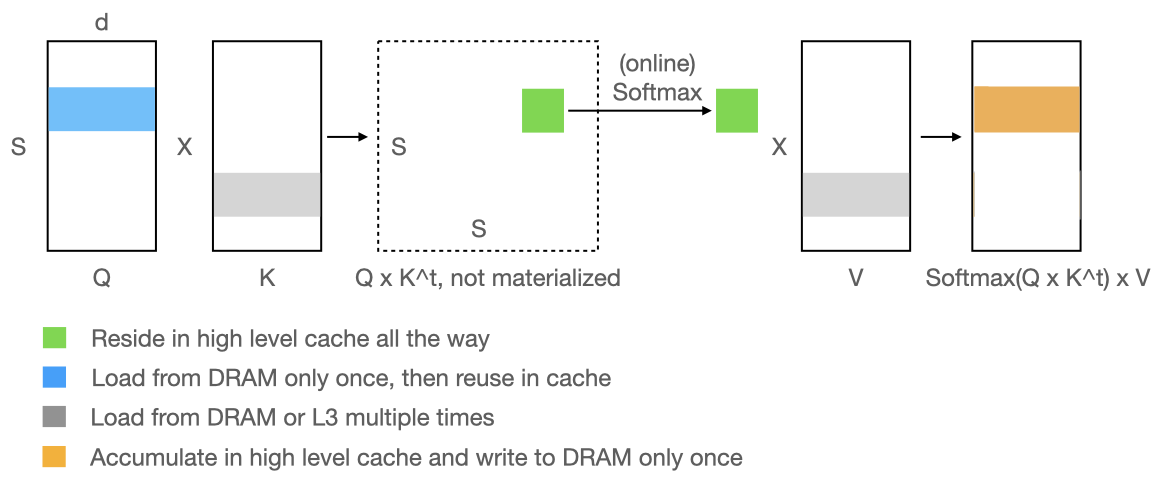 d
(online)
Softmax
S
X
S
X
S
Q
K
Q x K^t, not materialized
V
Softmax(Q x K^t) x V
Reside in high level cache all the way
Load from DRAM only once, then reuse in cache
Load from DRAM or L3 multiple times
Accumulate in high level cache and write to DRAM only once